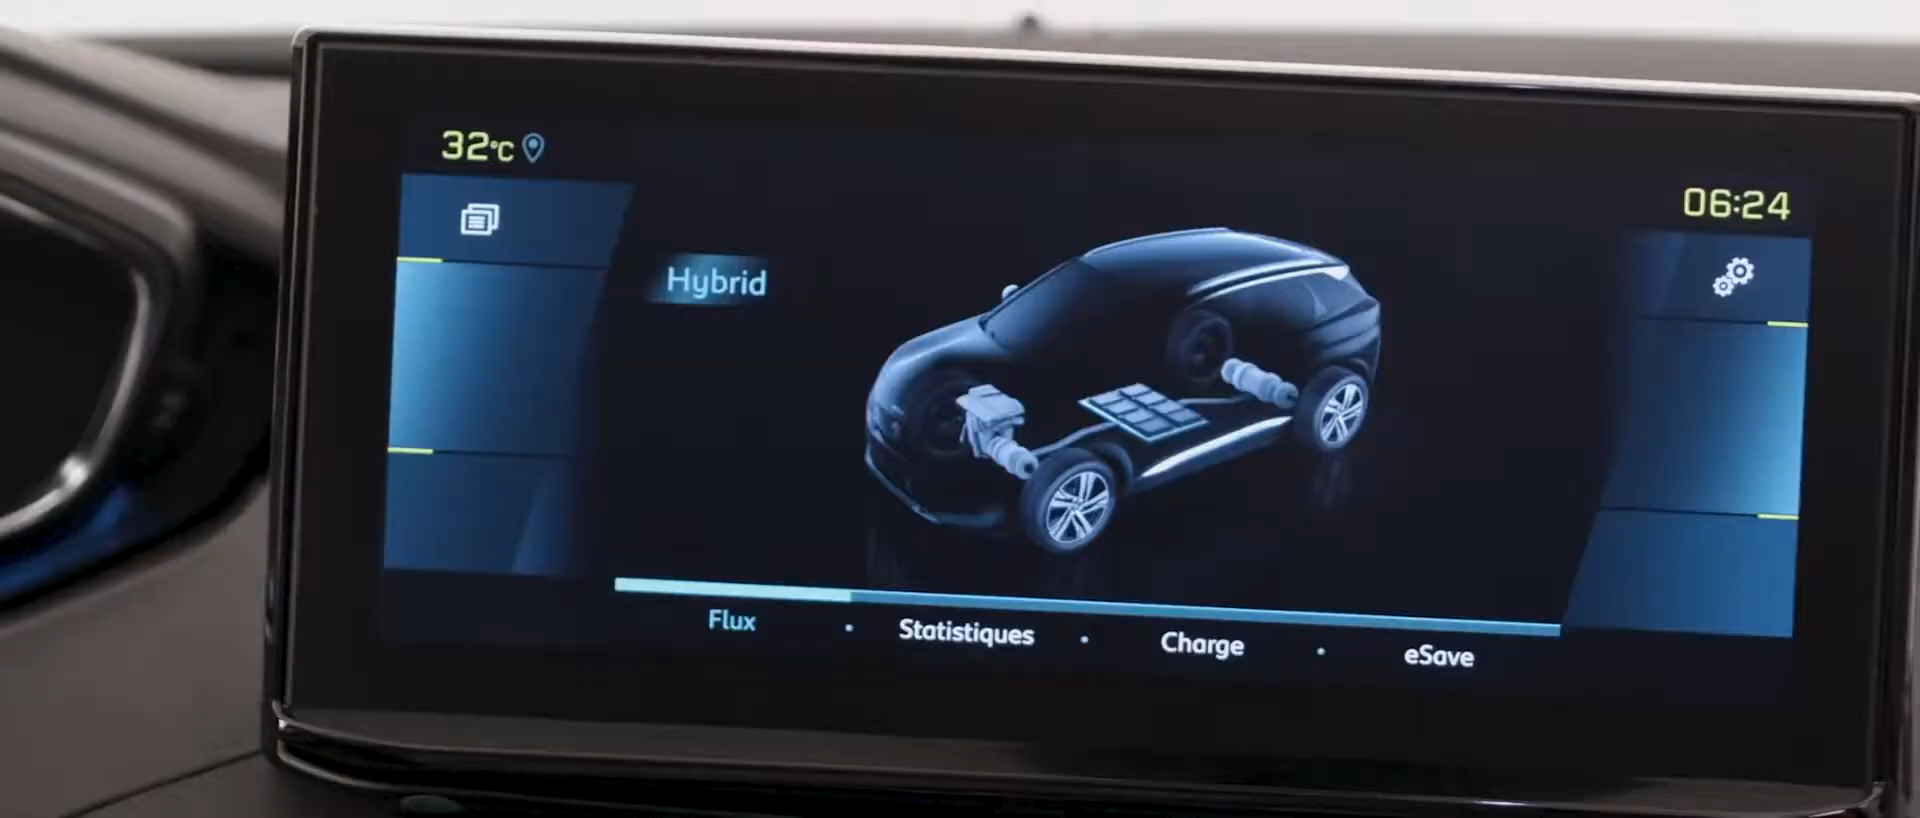 32°C
06:24
Hybrid
Flux · Statistiques · Charge · eSave